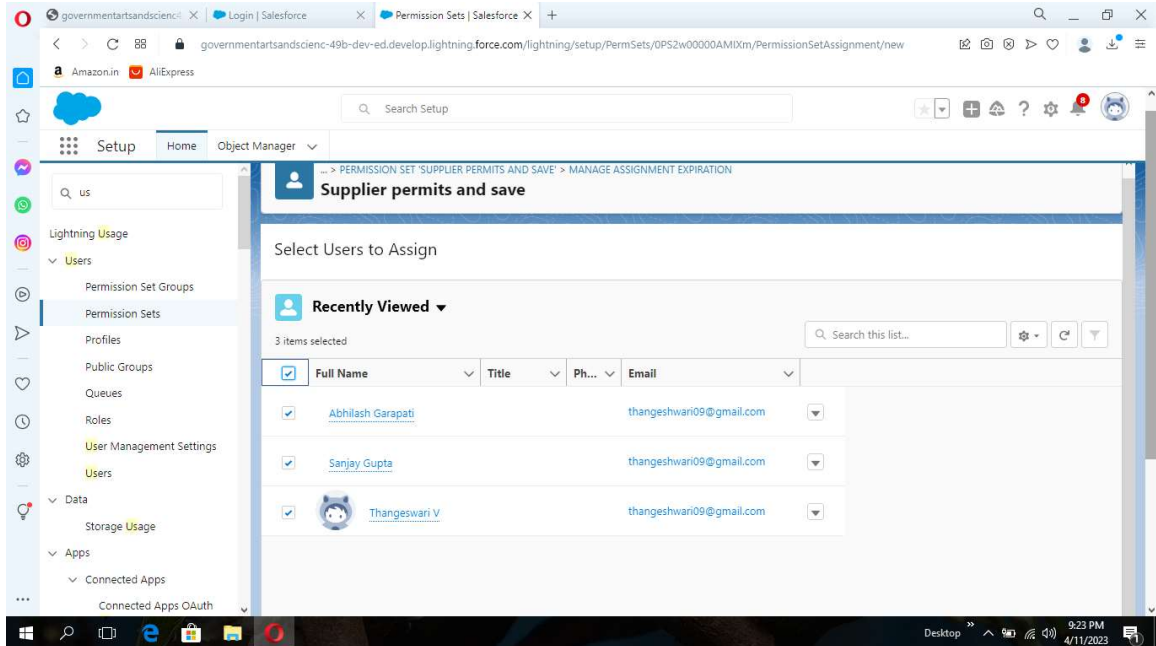 governmentartsandscience
Login | Salesforce
Permission Sets | Salesforce
governmentartsandscienc-49b-dev-ed.develop.lightning.force.com/lightning/setup/PermSets/0PS2w00000AMIXm/PermissionSetAssignment/new
Amazon.in
AliExpress
Search Setup
8
Setup
Home
Object Manager
us
Lightning Usage
Users
Permission Set Groups
Permission Sets
Profiles
Public Groups
Queues
Roles
User Management Settings
Users
Data
Storage Usage
Apps
Connected Apps
Connected Apps OAuth
... > PERMISSION SET 'SUPPLIER PERMITS AND SAVE' > MANAGE ASSIGNMENT EXPIRATION
Supplier permits and save
Select Users to Assign
Recently Viewed
3 items selected
Search this list...
Full Name Title Ph... Email
Abhilash Garapati thangeshwari09@gmail.com
Sanjay Gupta thangeshwari09@gmail.com
Thangeswari V thangeshwari09@gmail.com
Desktop
9:23 PM
4/11/2023